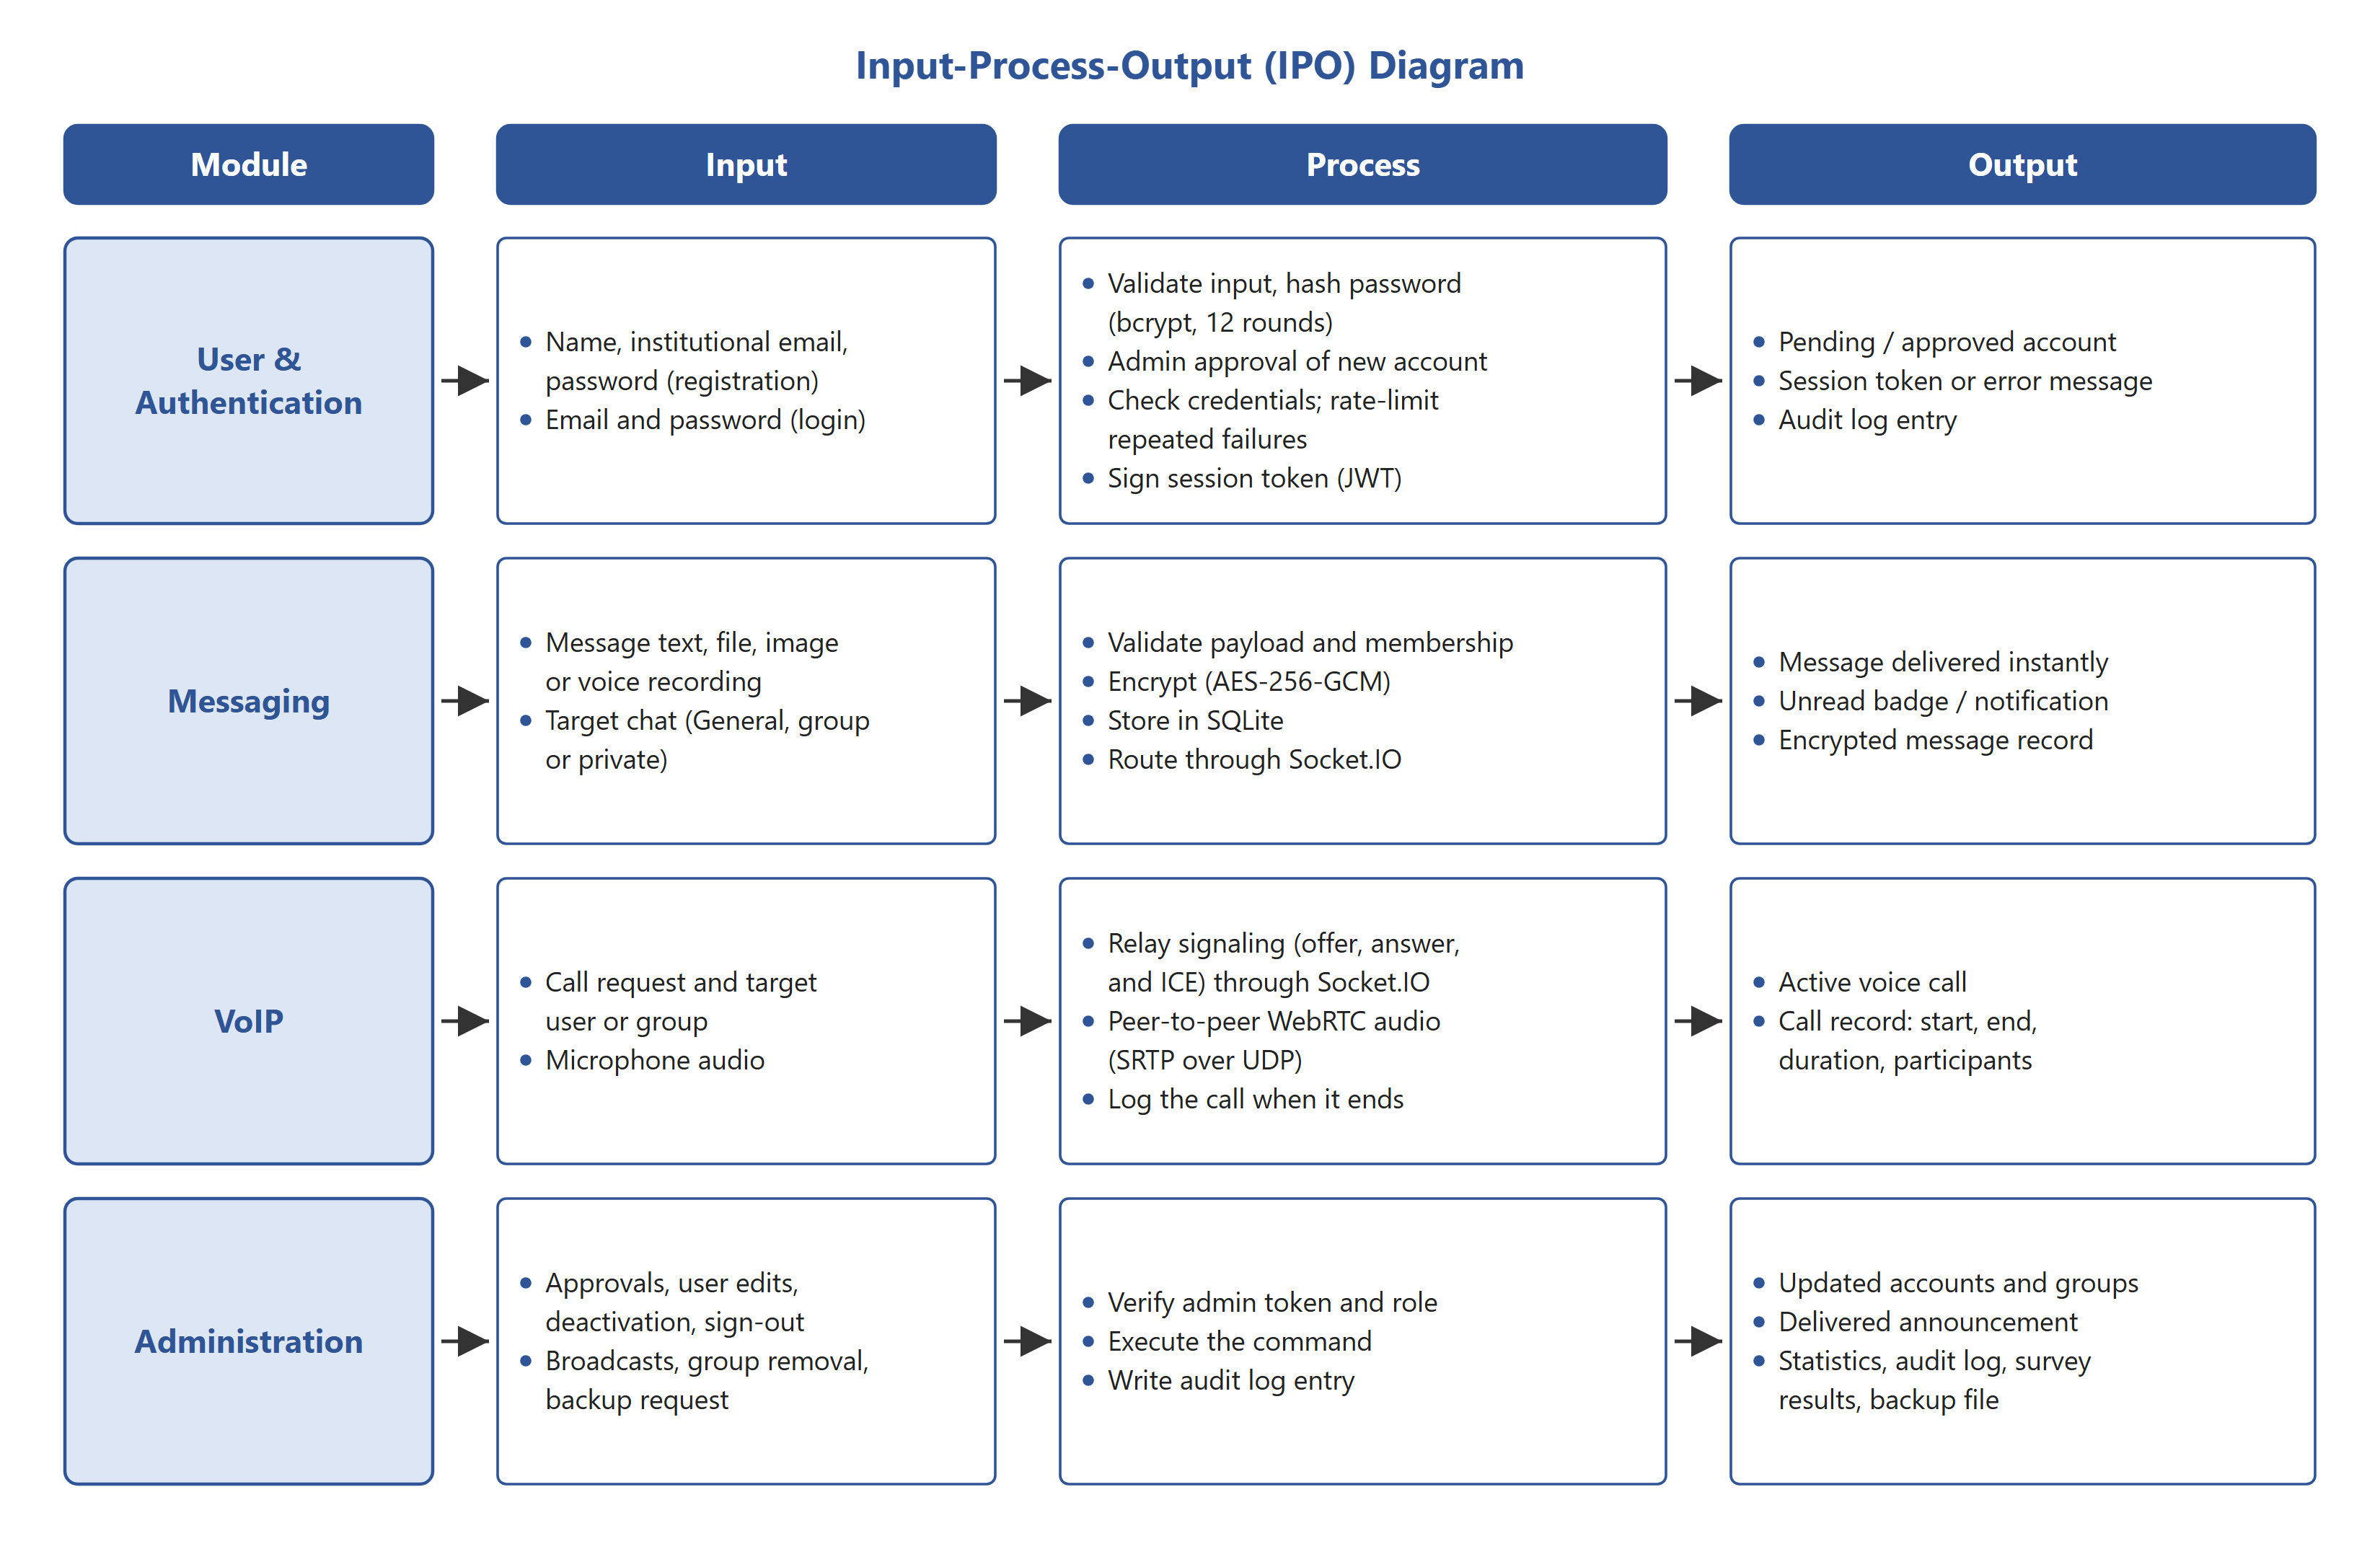 Input-Process-Output (IPO) Diagram
Module
Input
Process
Output
User &
Authentication
Name, institutional email,
password (registration)
Email and password (login)
Validate input, hash password
(bcrypt, 12 rounds)
Admin approval of new account
Check credentials; rate-limit
repeated failures
Sign session token (JWT)
Pending / approved account
Session token or error message
Audit log entry
Messaging
Message text, file, image
or voice recording
Target chat (General, group
or private)
Validate payload and membership
Encrypt (AES-256-GCM)
Store in SQLite
Route through Socket.IO
Message delivered instantly
Unread badge / notification
Encrypted message record
VoIP
Call request and target
user or group
Microphone audio
Relay signaling (offer, answer,
and ICE) through Socket.IO
Peer-to-peer WebRTC audio
(SRTP over UDP)
Log the call when it ends
Active voice call
Call record: start, end,
duration, participants
Administration
Approvals, user edits,
deactivation, sign-out
Broadcasts, group removal,
backup request
Verify admin token and role
Execute the command
Write audit log entry
Updated accounts and groups
Delivered announcement
Statistics, audit log, survey
results, backup file